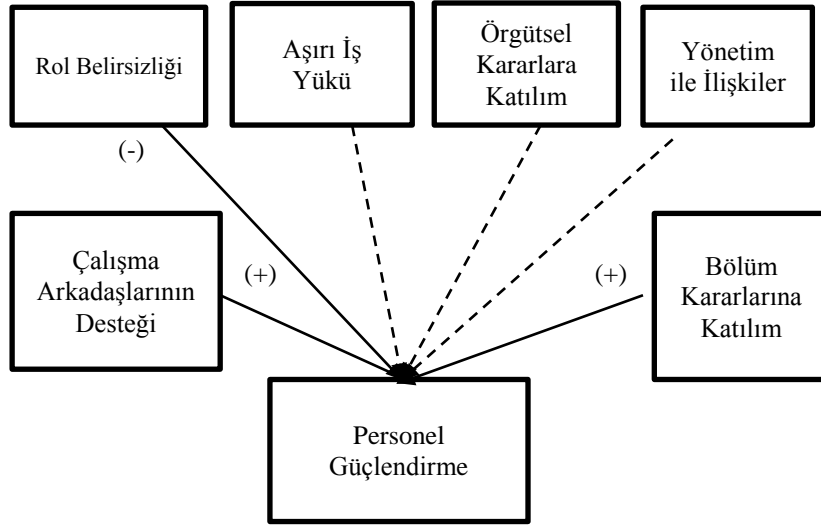 Rol Belirsizliği
Aşırı İş
Yükü
Örgütsel
Kararlara
Katılım
Yönetim
ile İlişkiler
(-)
Çalışma
Arkadaşlarının
Desteği
(+)
(+)
Bölüm
Kararlarına
Katılım
Personel
Güçlendirme